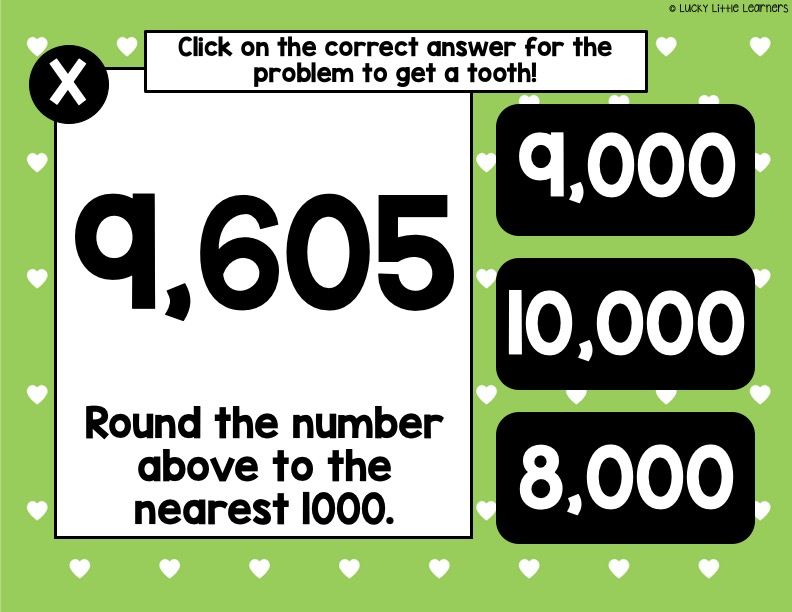 © Lucky Little Learners
Click on the correct answer for the
problem to get a tooth!
X
9,605
Round the number
above to the
nearest 1000.
9,000
10,000
8,000